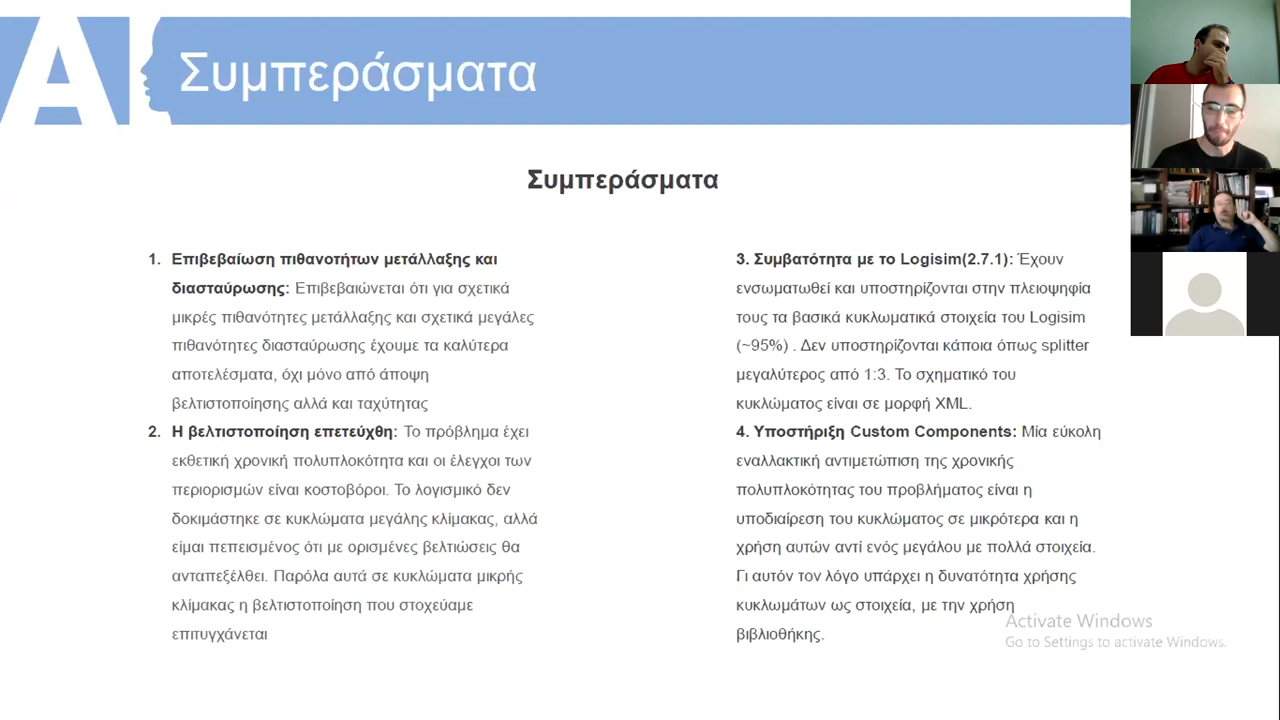 AI
Συμπεράσματα
Συμπεράσματα
1. Επιβεβαίωση πιθανοτήτων μετάλλαξης και
διασταύρωσης: Επιβεβαιώνεται ότι για σχετικά
μικρές πιθανότητες μετάλλαξης και σχετικά μεγάλες
πιθανότητες διασταύρωσης έχουμε τα καλύτερα
αποτελέσματα, όχι μόνο από άποψη
βελτιστοποίησης αλλά και ταχύτητας
2. Η βελτιστοποίηση επετεύχθη: Το πρόβλημα έχει
εκθετική χρονική πολυπλοκότητα και οι έλεγχοι των
περιορισμών είναι κοστοβόροι. Το λογισμικό δεν
δοκιμάστηκε σε κυκλώματα μεγάλης κλίμακας, αλλά
είμαι πεπεισμένος ότι με ορισμένες βελτιώσεις θα
ανταπεξέλθει. Παρόλα αυτά σε κυκλώματα μικρής
κλίμακας η βελτιστοποίηση που στοχεύαμε
επιτυγχάνεται
3. Συμβατότητα με το Logisim(2.7.1): Έχουν
ενσωματωθεί και υποστηρίζονται στην πλειοψηφία
τους τα βασικά κυκλωματικά στοιχεία του Logisim
(~95%) . Δεν υποστηρίζονται κάποια όπως splitter
μεγαλύτερος από 1:3. Το σχηματικό του
κυκλώματος είναι σε μορφή XML.
4. Υποστήριξη Custom Components: Μία εύκολη
εναλλακτική αντιμετώπιση της χρονικής
πολυπλοκότητας του προβλήματος είναι η
υποδιαίρεση του κυκλώματος σε μικρότερα και η
χρήση αυτών αντί ενός μεγάλου με πολλά στοιχεία.
Γι αυτόν τον λόγο υπάρχει η δυνατότητα χρήσης
κυκλωμάτων ως στοιχεία, με την χρήση
βιβλιοθήκης.
Activate Windows
Go to Settings to activate Windows.